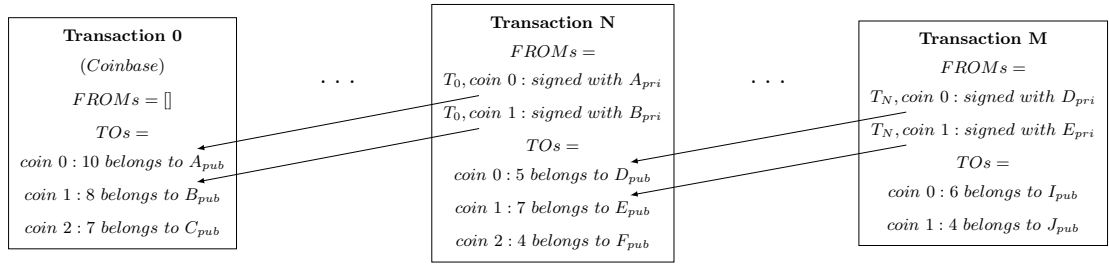 Transaction 0
(Coinbase)
FROMs = []
TOs =
coin 0 : 10 belongs to A_pub
coin 1 : 8 belongs to B_pub
coin 2 : 7 belongs to C_pub
. . .
Transaction N
FROMs =
T_0, coin 0 : signed with A_pri
T_0, coin 1 : signed with B_pri
TOs =
coin 0 : 5 belongs to D_pub
coin 1 : 7 belongs to E_pub
coin 2 : 4 belongs to F_pub
. . .
Transaction M
FROMs =
T_N, coin 0 : signed with D_pri
T_N, coin 1 : signed with E_pri
TOs =
coin 0 : 6 belongs to I_pub
coin 1 : 4 belongs to J_pub